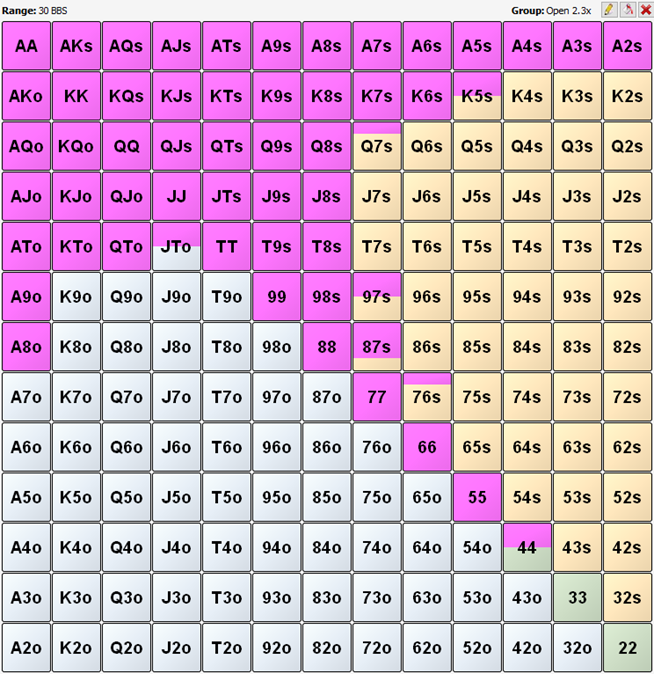 Range: 30 BBS Group: Open 2.3x
AA AKs AQs AJs ATs A9s A8s A7s A6s A5s A4s A3s A2s
AKo KK KQs KJs KTs K9s K8s K7s K6s K5s K4s K3s K2s
AQo KQo QQ QJs QTs Q9s Q8s Q7s Q6s Q5s Q4s Q3s Q2s
AJo KJo QJo JJ JTs J9s J8s J7s J6s J5s J4s J3s J2s
ATo KTo QTo JTo TT T9s T8s T7s T6s T5s T4s T3s T2s
A9o K9o Q9o J9o T9o 99 98s 97s 96s 95s 94s 93s 92s
A8o K8o Q8o J8o T8o 98o 88 87s 86s 85s 84s 83s 82s
A7o K7o Q7o J7o T7o 97o 87o 77 76s 75s 74s 73s 72s
A6o K6o Q6o J6o T6o 96o 86o 76o 66 65s 64s 63s 62s
A5o K5o Q5o J5o T5o 95o 85o 75o 65o 55 54s 53s 52s
A4o K4o Q4o J4o T4o 94o 84o 74o 64o 54o 44 43s 42s
A3o K3o Q3o J3o T3o 93o 83o 73o 63o 53o 43o 33 32s
A2o K2o Q2o J2o T2o 92o 82o 72o 62o 52o 42o 32o 22